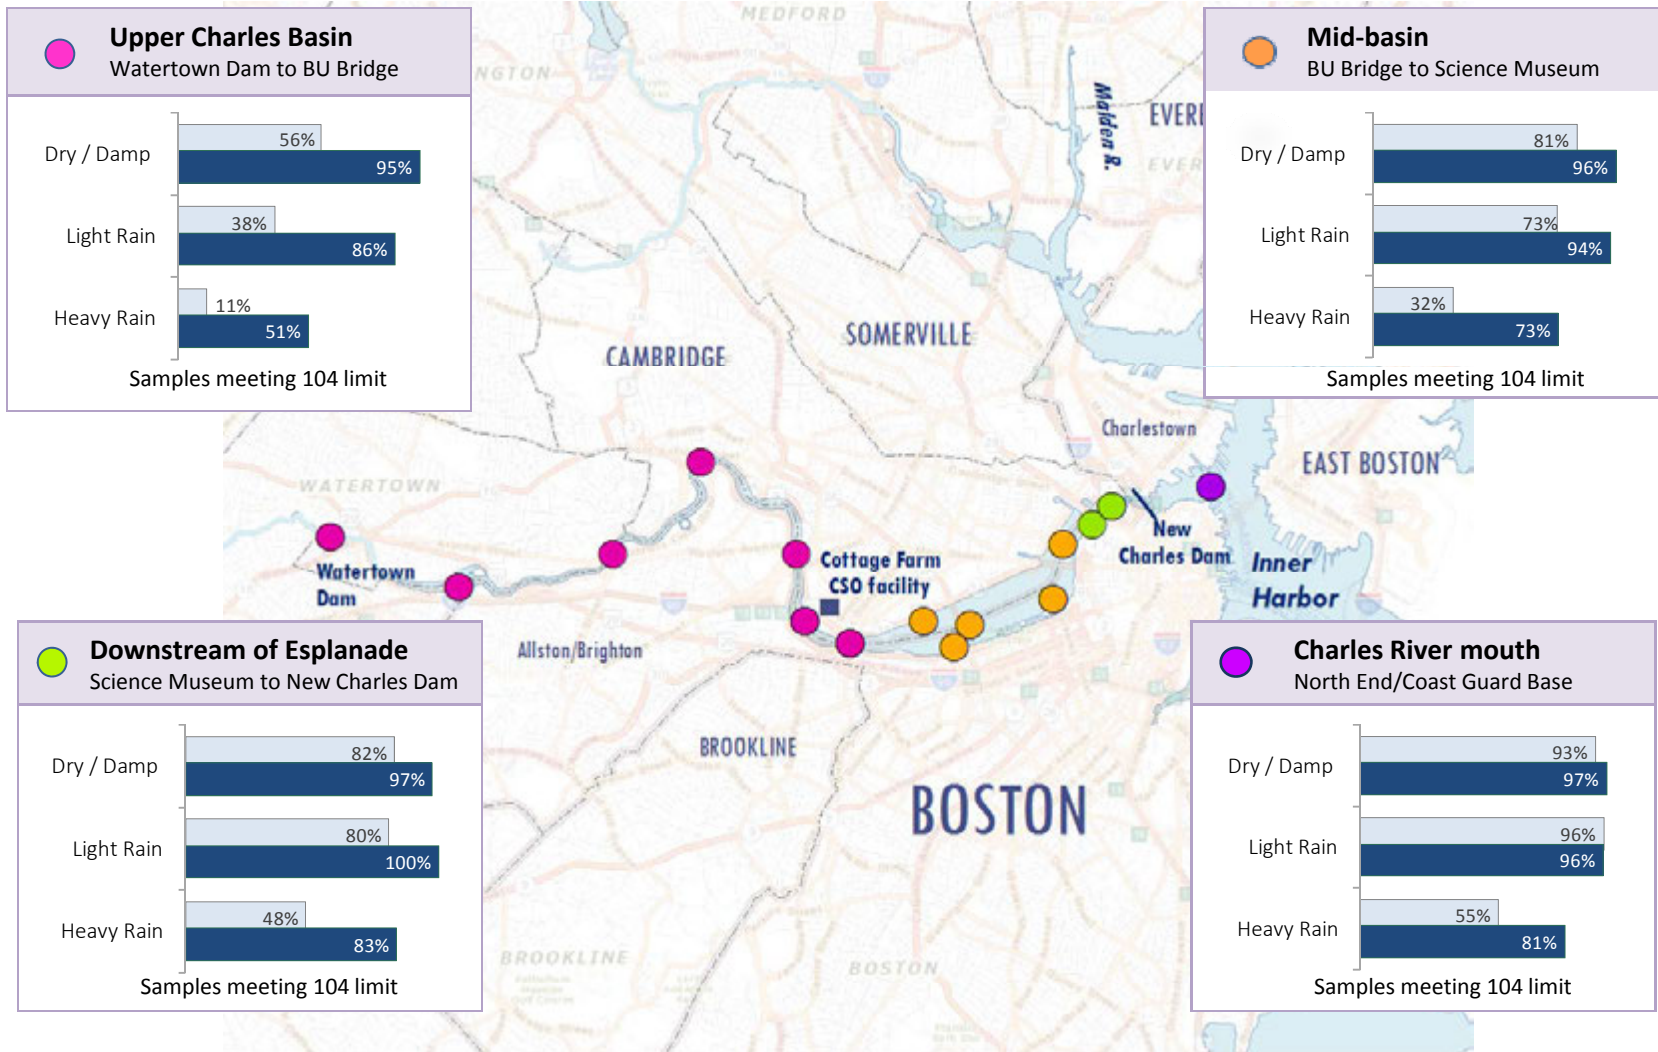 Upper Charles Basin
Watertown Dam to BU Bridge
Dry / Damp
56%
95%
Light Rain
38%
86%
Heavy Rain
11%
51%
Samples meeting 104 limit
Mid-basin
BU Bridge to Science Museum
Dry / Damp
81%
96%
Light Rain
73%
94%
Heavy Rain
32%
73%
Samples meeting 104 limit
MEDFORD
Malden R.
SOMERVILLE
CAMBRIDGE
Charlestown
EAST BOSTON
WATERTOWN
Watertown
Dam
Cottage Farm
CSO facility
New
Charles Dam
Inner
Harbor
Allston/Brighton
BROOKLINE
BOSTON
BROOKLINE
BOSTON
Downstream of Esplanade
Science Museum to New Charles Dam
Dry / Damp
82%
97%
Light Rain
80%
100%
Heavy Rain
48%
83%
Samples meeting 104 limit
Charles River mouth
North End/Coast Guard Base
Dry / Damp
93%
97%
Light Rain
96%
96%
Heavy Rain
55%
81%
Samples meeting 104 limit